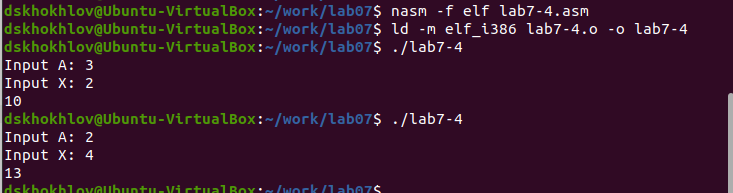 dskhokhlov@Ubuntu-VirtualBox:~/work/lab07$ nasm -f elf lab7-4.asm
dskhokhlov@Ubuntu-VirtualBox:~/work/lab07$ ld -m elf_i386 lab7-4.o -o lab7-4
dskhokhlov@Ubuntu-VirtualBox:~/work/lab07$ ./lab7-4
Input A: 3
Input X: 2
10
dskhokhlov@Ubuntu-VirtualBox:~/work/lab07$ ./lab7-4
Input A: 2
Input X: 4
13
dskhokhlov@Ubuntu-VirtualBox:~/work/lab07$